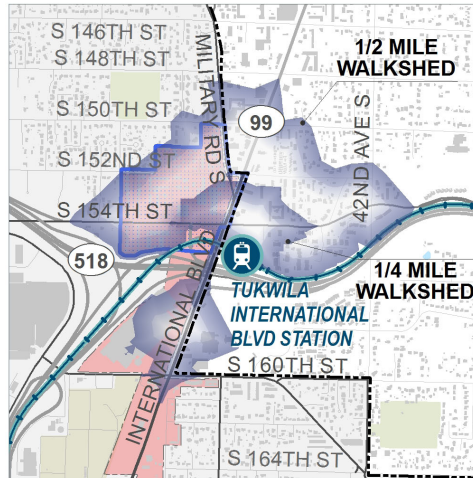 S 146TH ST
S 148TH ST
MILITARY RD S
1/2 MILE
WALKSHED
S 150TH ST
99
42ND AVE S
S 152ND ST
S 154TH ST
518
INTERNATIONAL BLVD
1/4 MILE
WALKSHED
TUKWILA
INTERNATIONAL
BLVD STATION
S 160TH ST
S 164TH ST